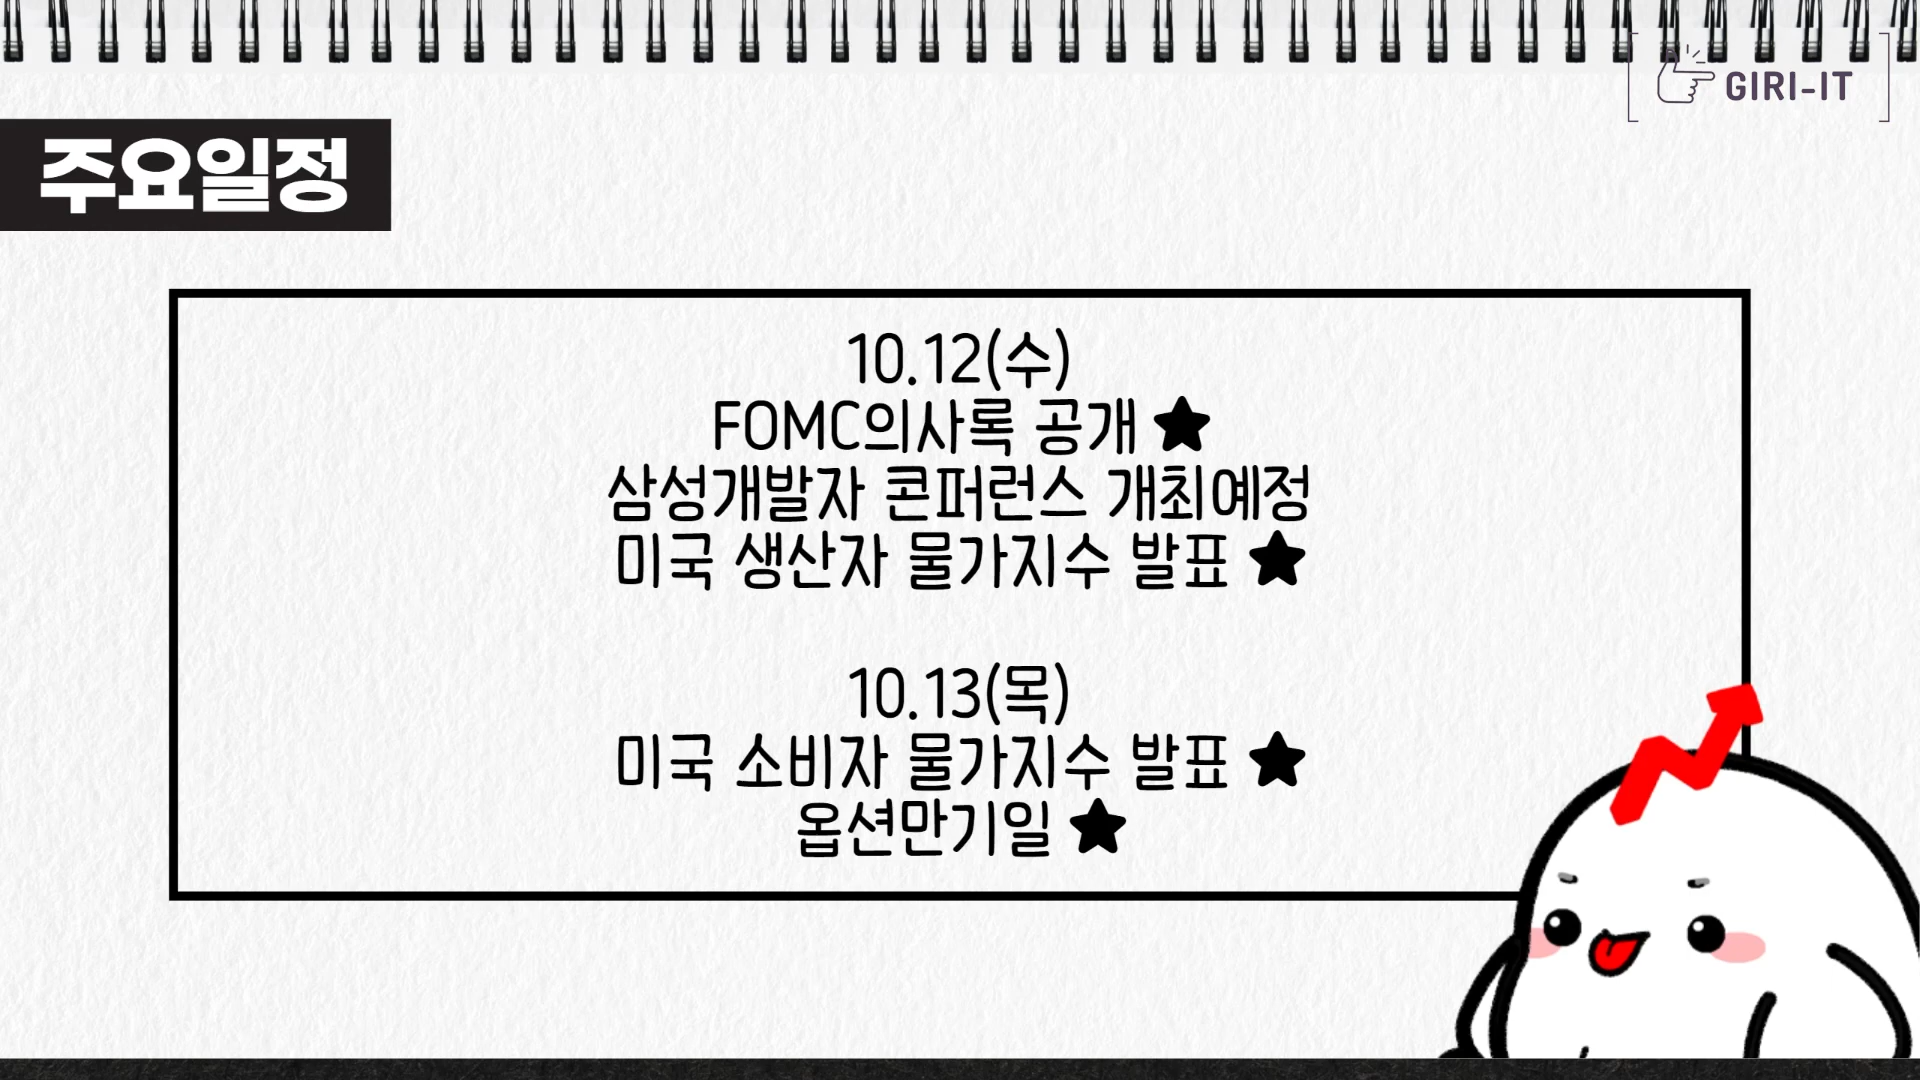 GIRI-IT
주요일정
10.12(수)
FOMC의사록 공개 ★
삼성개발자 콘퍼런스 개최예정
미국 생산자 물가지수 발표 ★
10.13(목)
미국 소비자 물가지수 발표 ★
옵션만기일 ★